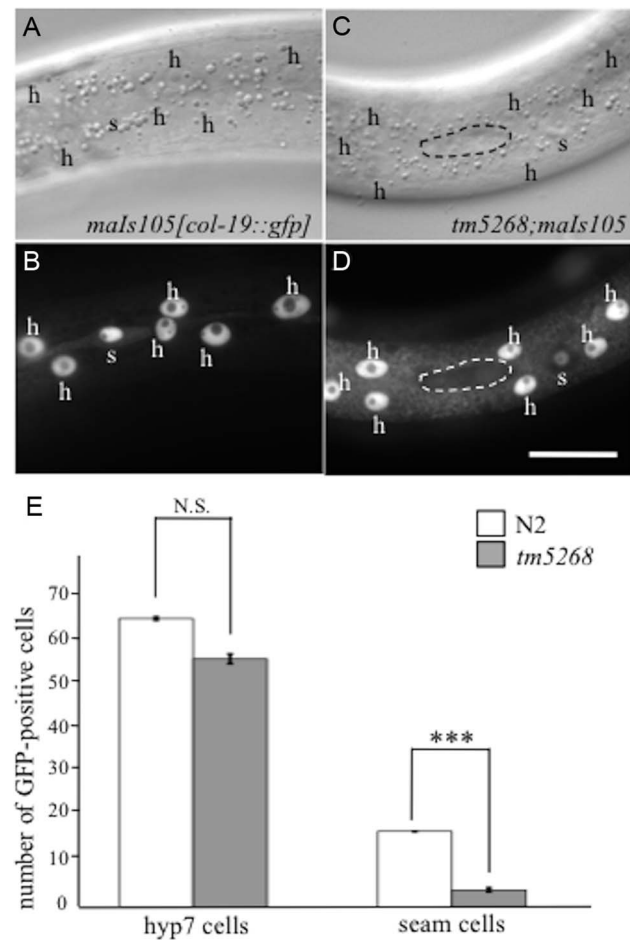 A
h
h
h
s
h
h
h
maIs105[col-19::gfp]
C
h
h
h
h
h
s
h
h
tm5268;maIs105
B
h
h
h
h
s
h
h
D
h
h
h
h
h
s
h
h
E
N.S.
N2
tm5268
number of GFP-positive cells
70
60
50
40
30
20
10
0
***
hyp7 cells
seam cells